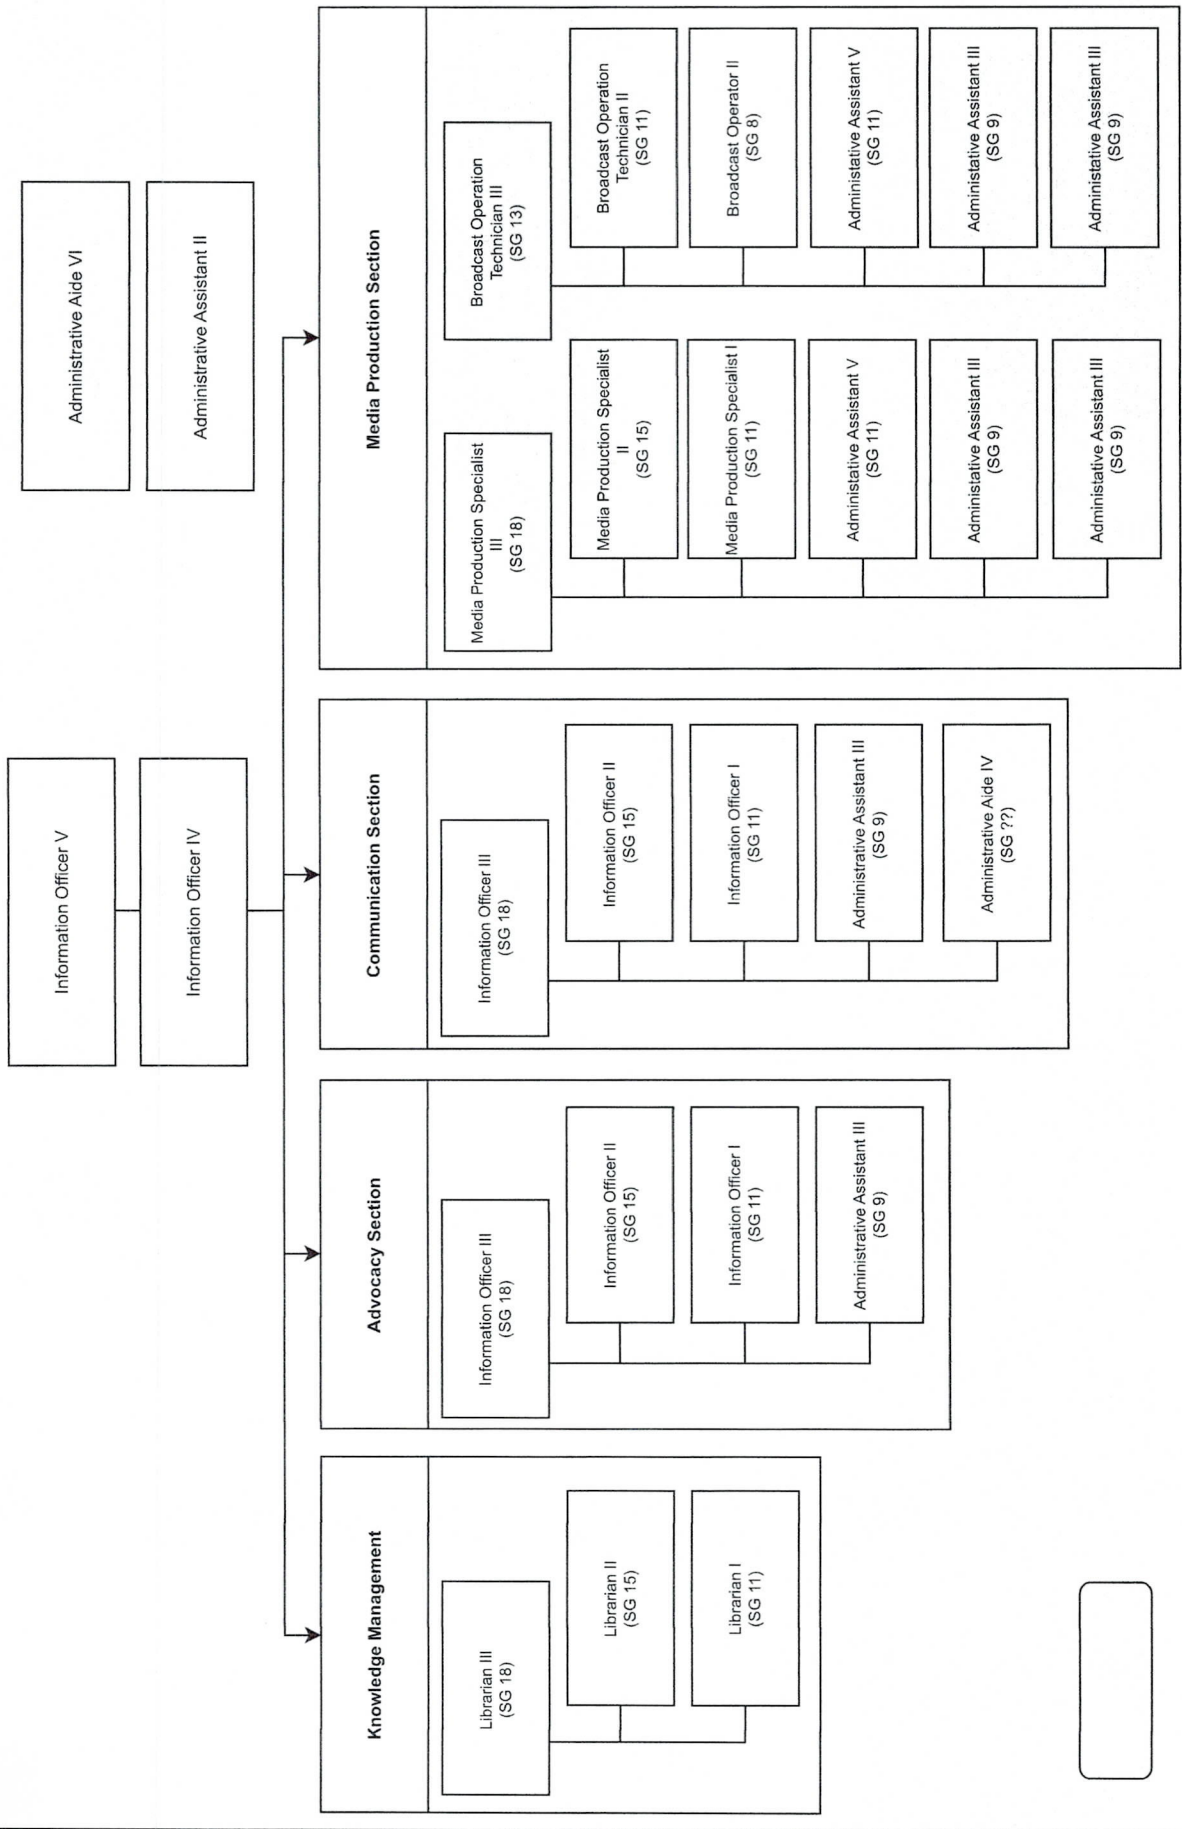 Information Officer V
Information Officer IV
Administrative Aide VI
Administrative Assistant II
Knowledge Management
Librarian III
(SG 18)
Librarian II
(SG 15)
Librarian I
(SG 11)
Advocacy Section
Information Officer III
(SG 18)
Information Officer II
(SG 15)
Information Officer I
(SG 11)
Administrative Assistant III
(SG 9)
Communication Section
Information Officer III
(SG 18)
Information Officer II
(SG 15)
Information Officer I
(SG 11)
Administrative Assistant III
(SG 9)
Administrative Aide IV
(SG ??)
Media Production Section
Media Production Specialist
III
(SG 18)
Media Production Specialist
II
(SG 15)
Media Production Specialist I
(SG 11)
Administative Assistant V
(SG 11)
Administative Assistant III
(SG 9)
Administative Assistant III
(SG 9)
Broadcast Operation
Technician III
(SG 13)
Broadcast Operation
Technician II
(SG 11)
Broadcast Operator II
(SG 8)
Administative Assistant V
(SG 11)
Administative Assistant III
(SG 9)
Administative Assistant III
(SG 9)